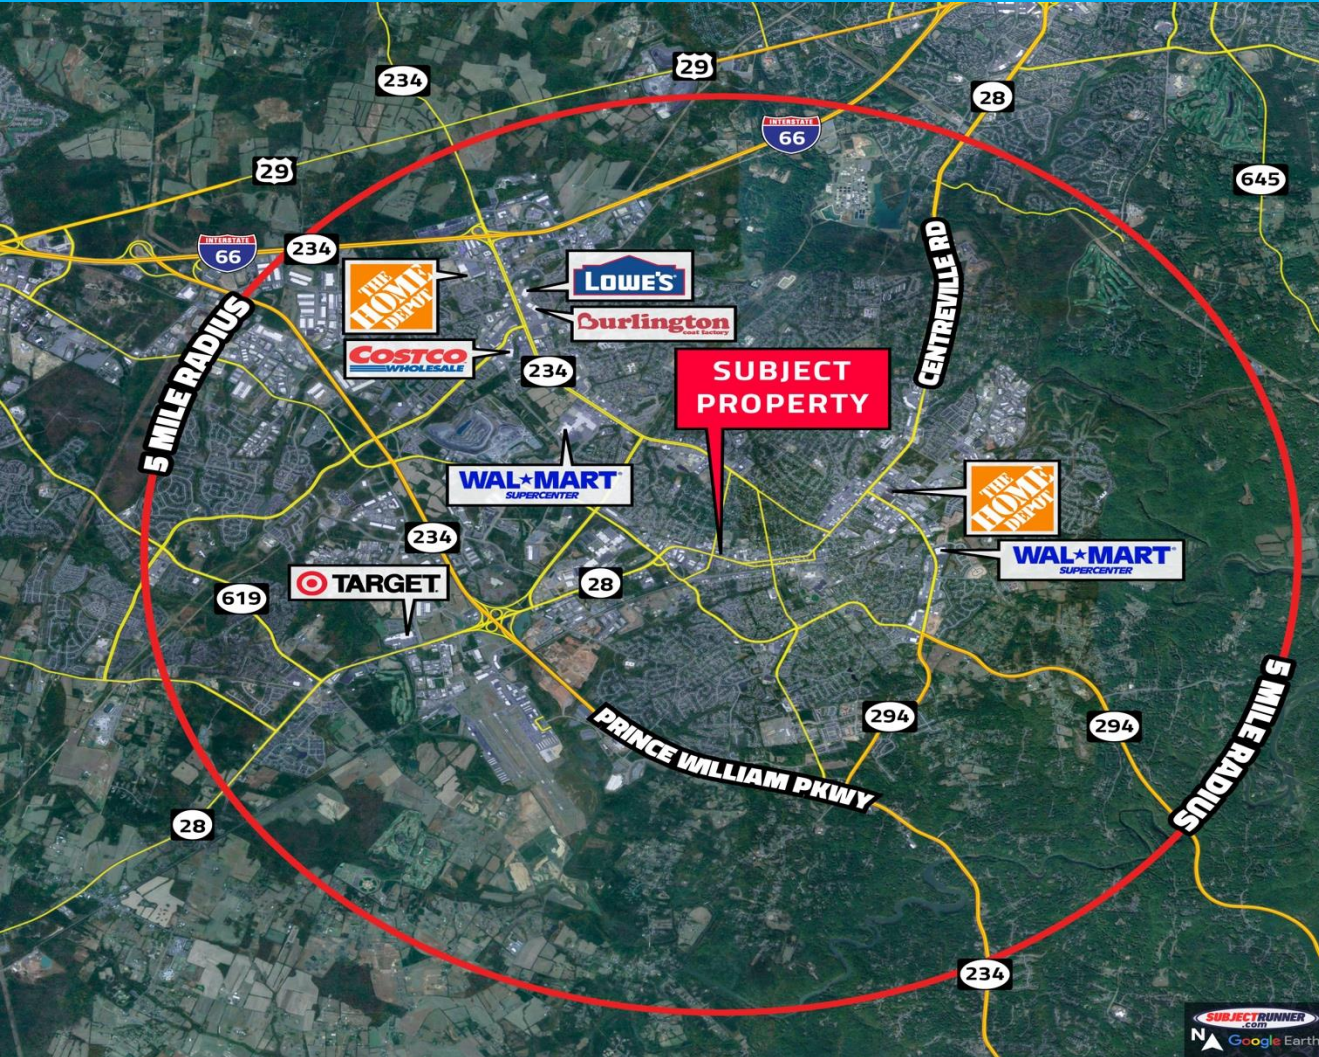 29
234
28
INTERSTATE
66
29
645
234
INTERSTATE
66
THE
HOME
DEPOT
LOWE'S
Burlington
coat factory
CENTREVILLE RD
COSTCO
WHOLESALE
234
SUBJECT
PROPERTY
5 MILE RADIUS
WAL★MART
SUPERCENTER
THE
HOME
DEPOT
234
WAL★MART
SUPERCENTER
TARGET
28
619
294
294
PRINCE WILLIAM PKWY
5 MILE RADIUS
28
234
SUBJECTRUNNER
.com
N
Google Earth